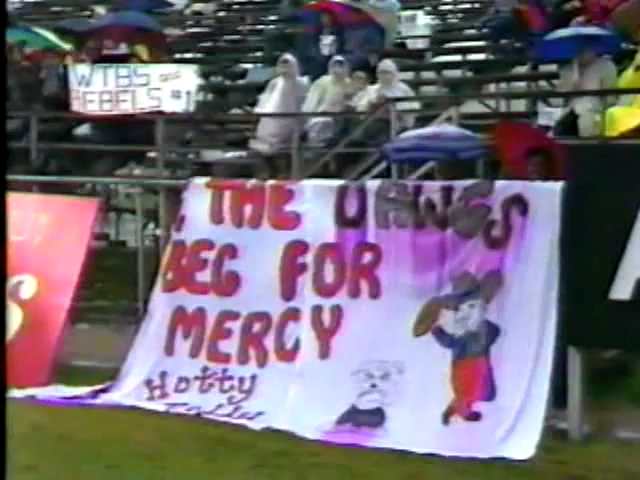 WTBS and
REBELS #1
THE DAWGS
BEG FOR
MERCY
Hotty